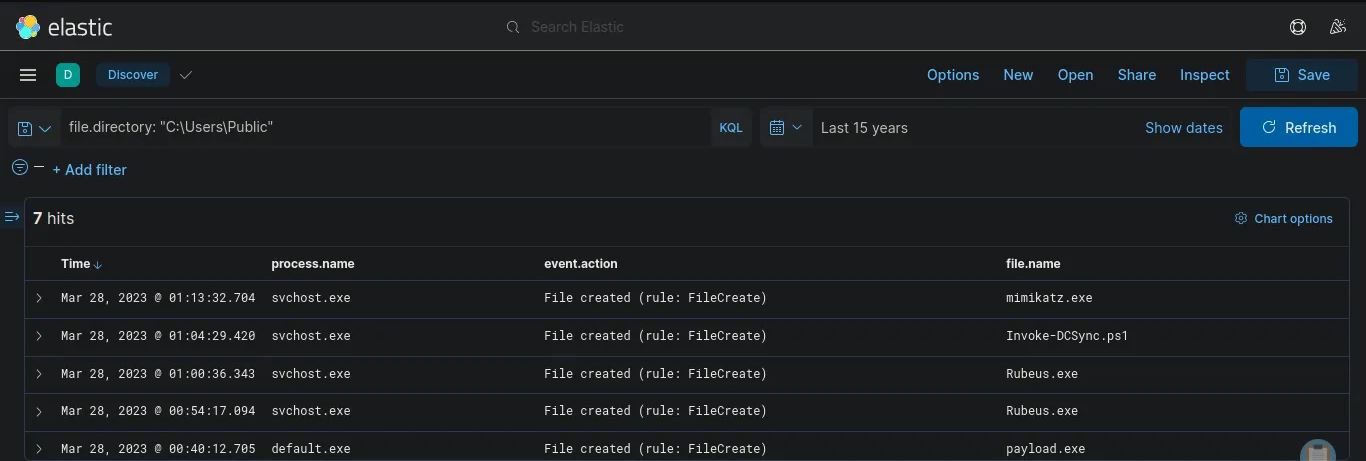 elastic Search Elastic
D Discover Options New Open Share Inspect Save
file.directory: "C:\Users\Public" KQL Last 15 years Show dates Refresh
+ Add filter
7 hits Chart options
Time process.name event.action file.name
Mar 28, 2023 @ 01:13:32.704 svchost.exe File created (rule: FileCreate) mimikatz.exe
Mar 28, 2023 @ 01:04:29.420 svchost.exe File created (rule: FileCreate) Invoke-DCSync.ps1
Mar 28, 2023 @ 01:00:36.343 svchost.exe File created (rule: FileCreate) Rubeus.exe
Mar 28, 2023 @ 00:54:17.094 svchost.exe File created (rule: FileCreate) Rubeus.exe
Mar 28, 2023 @ 00:40:12.705 default.exe File created (rule: FileCreate) payload.exe